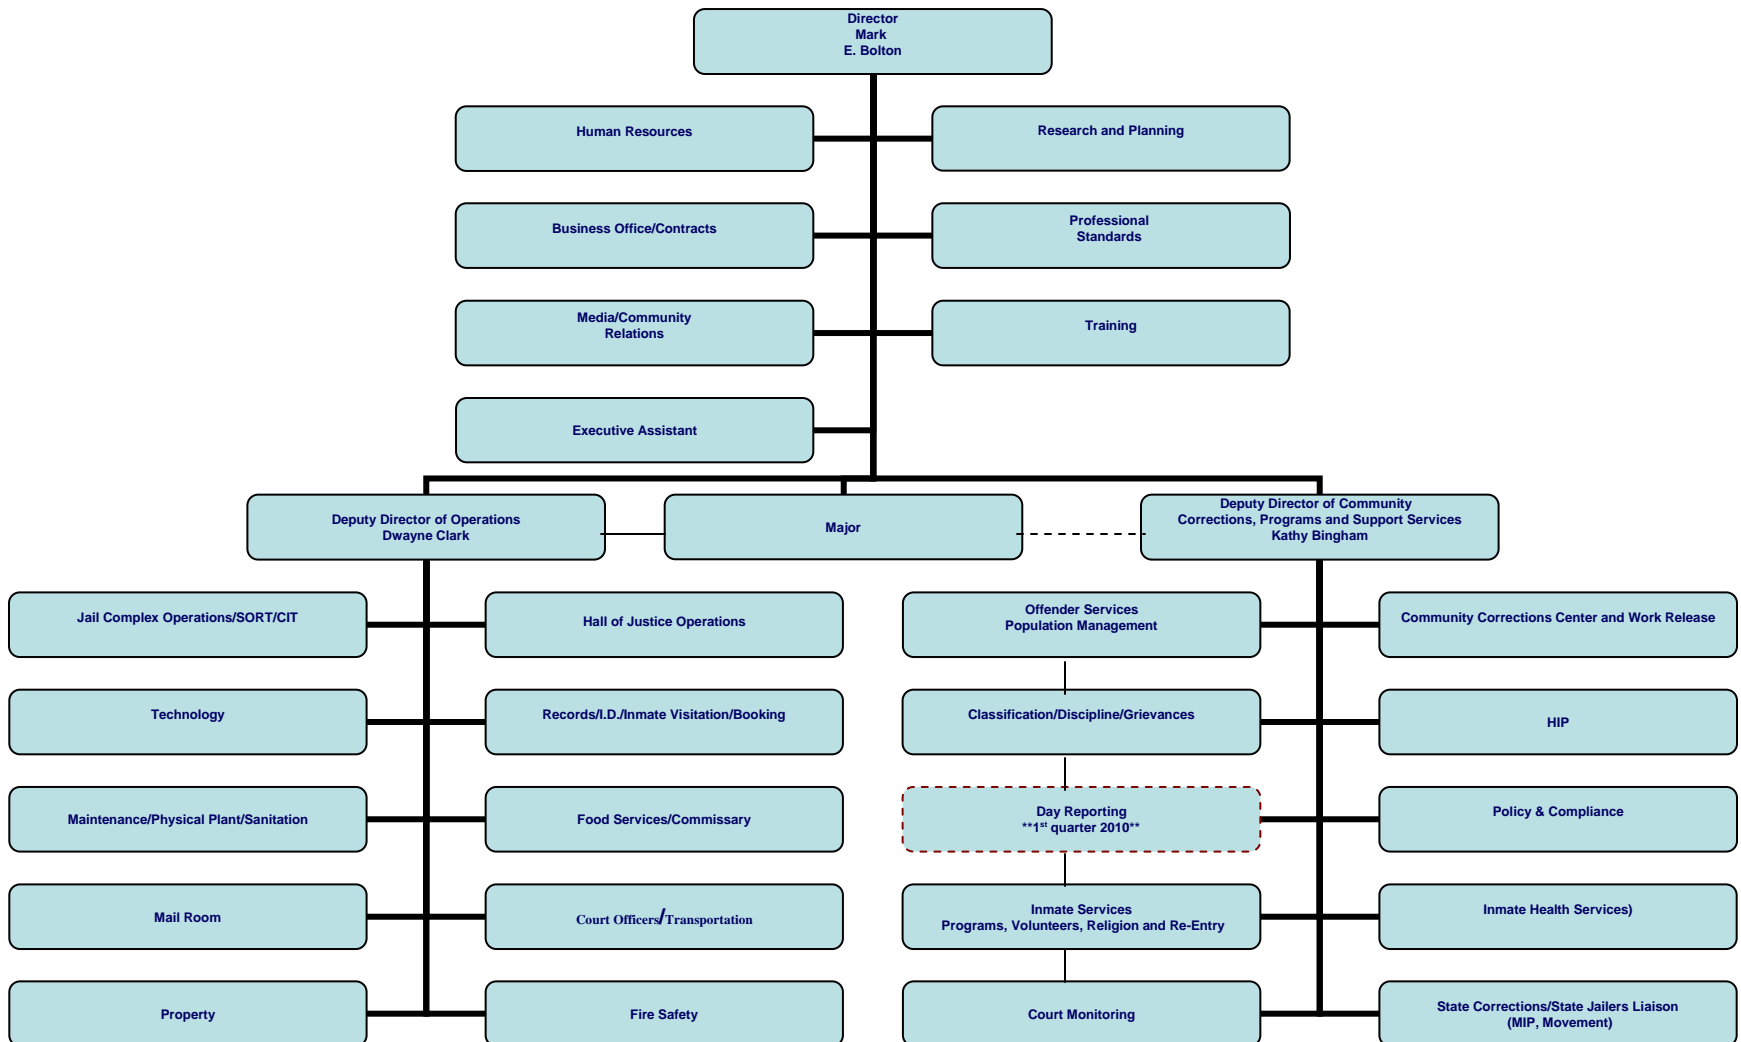 Director
Mark
E. Bolton
Human Resources
Research and Planning
Business Office/Contracts
Professional
Standards
Media/Community
Relations
Training
Executive Assistant
Deputy Director of Operations
Dwayne Clark
Major
Deputy Director of Community
Corrections, Programs and Support Services
Kathy Bingham
Jail Complex Operations/SORT/CIT
Hall of Justice Operations
Offender Services
Population Management
Community Corrections Center and Work Release
Technology
Records/I.D./Inmate Visitation/Booking
Classification/Discipline/Grievances
HIP
Maintenance/Physical Plant/Sanitation
Food Services/Commissary
Day Reporting
**1st quarter 2010**
Policy & Compliance
Mail Room
Court Officers/Transportation
Inmate Services
Programs, Volunteers, Religion and Re-Entry
Inmate Health Services)
Property
Fire Safety
Court Monitoring
State Corrections/State Jailers Liaison
(MIP, Movement)